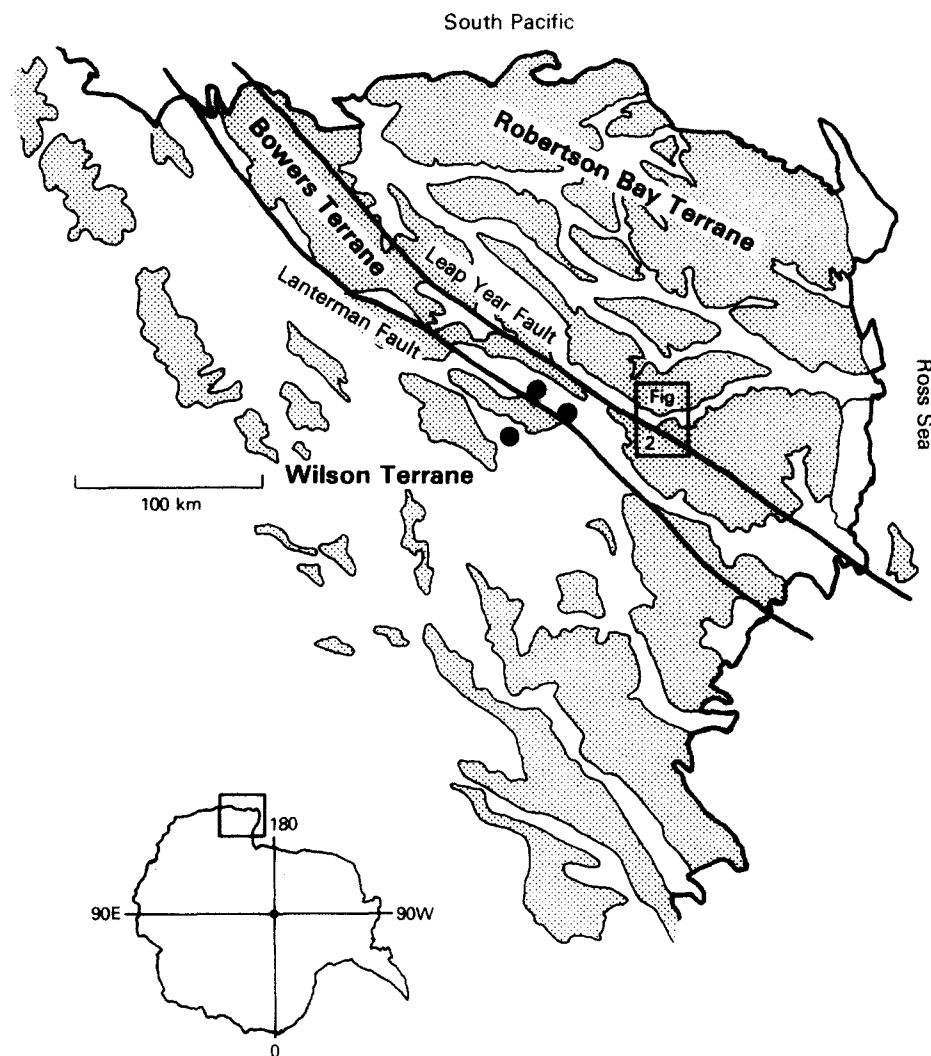 South Pacific
Robertson Bay Terrane
Bowers Terrane
Leap Year Fault
Lanterman Fault
Ross Sea
Fig
2
Wilson Terrane
100 km
180
90E
90W
0